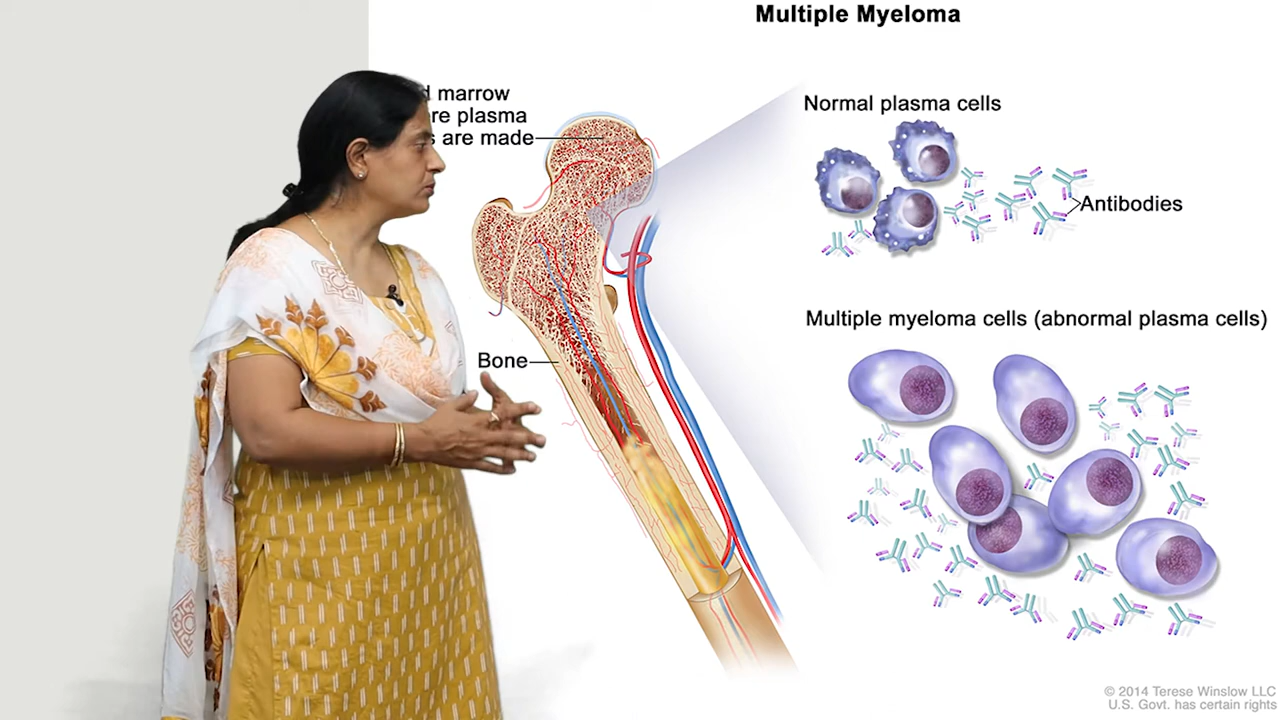 Multiple Myeloma
marrow
plasma
are made
Normal plasma cells
Antibodies
Bone
Multiple myeloma cells (abnormal plasma cells)
© 2014 Terese Winslow LLC
U.S. Govt. has certain rights